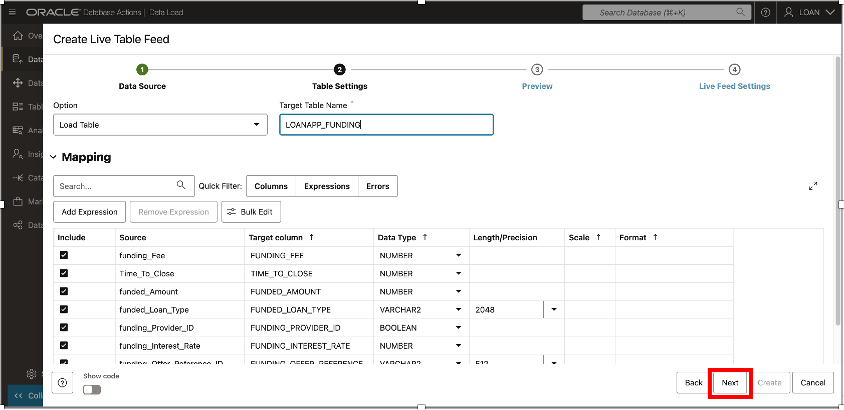 ORACLE Database Actions | Data Load
Search Database (⌘+K)
LOAN
Ove
Data
Data
Tabl
Ana
Insig
Cata
Mar
Data
Create Live Table Feed
1 2 3 4
Data Source Table Settings Preview Live Feed Settings
Option Target Table Name *
Load Table LOANAPP_FUNDING
Mapping
Search... Quick Filter: Columns Expressions Errors
Add Expression Remove Expression Bulk Edit
Include Source Target column ↑ Data Type ↑ Length/Precision Scale ↑ Format ↑
funding_Fee FUNDING_FEE NUMBER
Time_To_Close TIME_TO_CLOSE NUMBER
funded_Amount FUNDED_AMOUNT NUMBER
funded_Loan_Type FUNDED_LOAN_TYPE VARCHAR2 2048
funding_Provider_ID FUNDING_PROVIDER_ID BOOLEAN
funding_Interest_Rate FUNDING_INTEREST_RATE NUMBER
funding_Offer_Reference_ID FUNDING_OFFER_REFERENCE VARCHAR2 512
Show code
Back Next Create Cancel
<< Coll